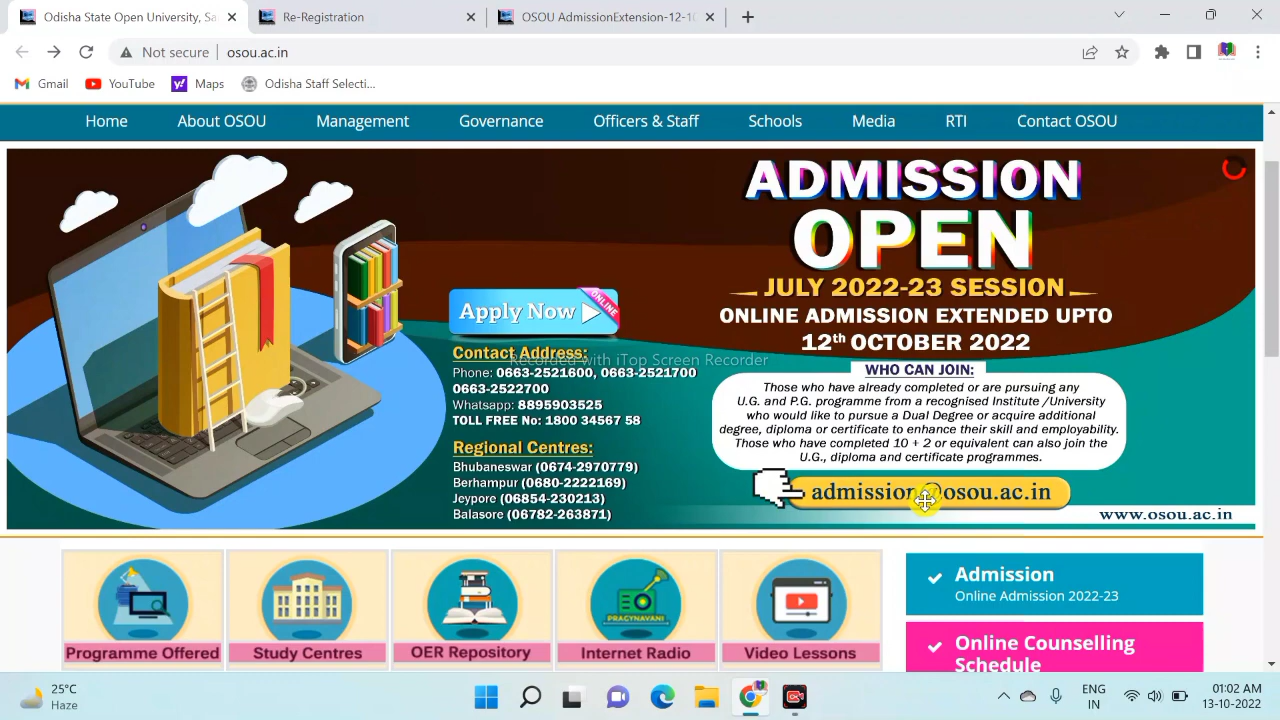 Odisha State Open University, Sa
Re-Registration
OSOU AdmissionExtension-12-10
Not secure
osou.ac.in
Gmail
YouTube
Maps
Odisha Staff Selecti...
Home
About OSOU
Management
Governance
Officers & Staff
Schools
Media
RTI
Contact OSOU
ADMISSION
OPEN
JULY 2022-23 SESSION
ONLINE ADMISSION EXTENDED UPTO
12th OCTOBER 2022
Apply Now
ONLINE
Contact Address:
Phone: 0663-2521600, 0663-2521700
0663-2522700
Whatsapp: 8895903525
TOLL FREE No: 1800 34567 58
Regional Centres:
Bhubaneswar (0674-2970779)
Berhampur (0680-2222169)
Jeypore (06854-230213)
Balasore (06782-263871)
Recorded with iTop Screen Recorder
WHO CAN JOIN:
Those who have already completed or are pursuing any
U.G. and P.G. programme from a recognised Institute /University
who would like to pursue a Dual Degree or acquire additional
degree, diploma or certificate to enhance their skill and employability.
Those who have completed 10 + 2 or equivalent can also join the
U.G., diploma and certificate programmes.
admission@osou.ac.in
www.osou.ac.in
PRAGYNAVANI
Programme Offered
Study Centres
OER Repository
Internet Radio
Video Lessons
Admission
Online Admission 2022-23
Online Counselling
Schedule
25°C
Haze
ENG
IN
01:02 AM
13-10-2022